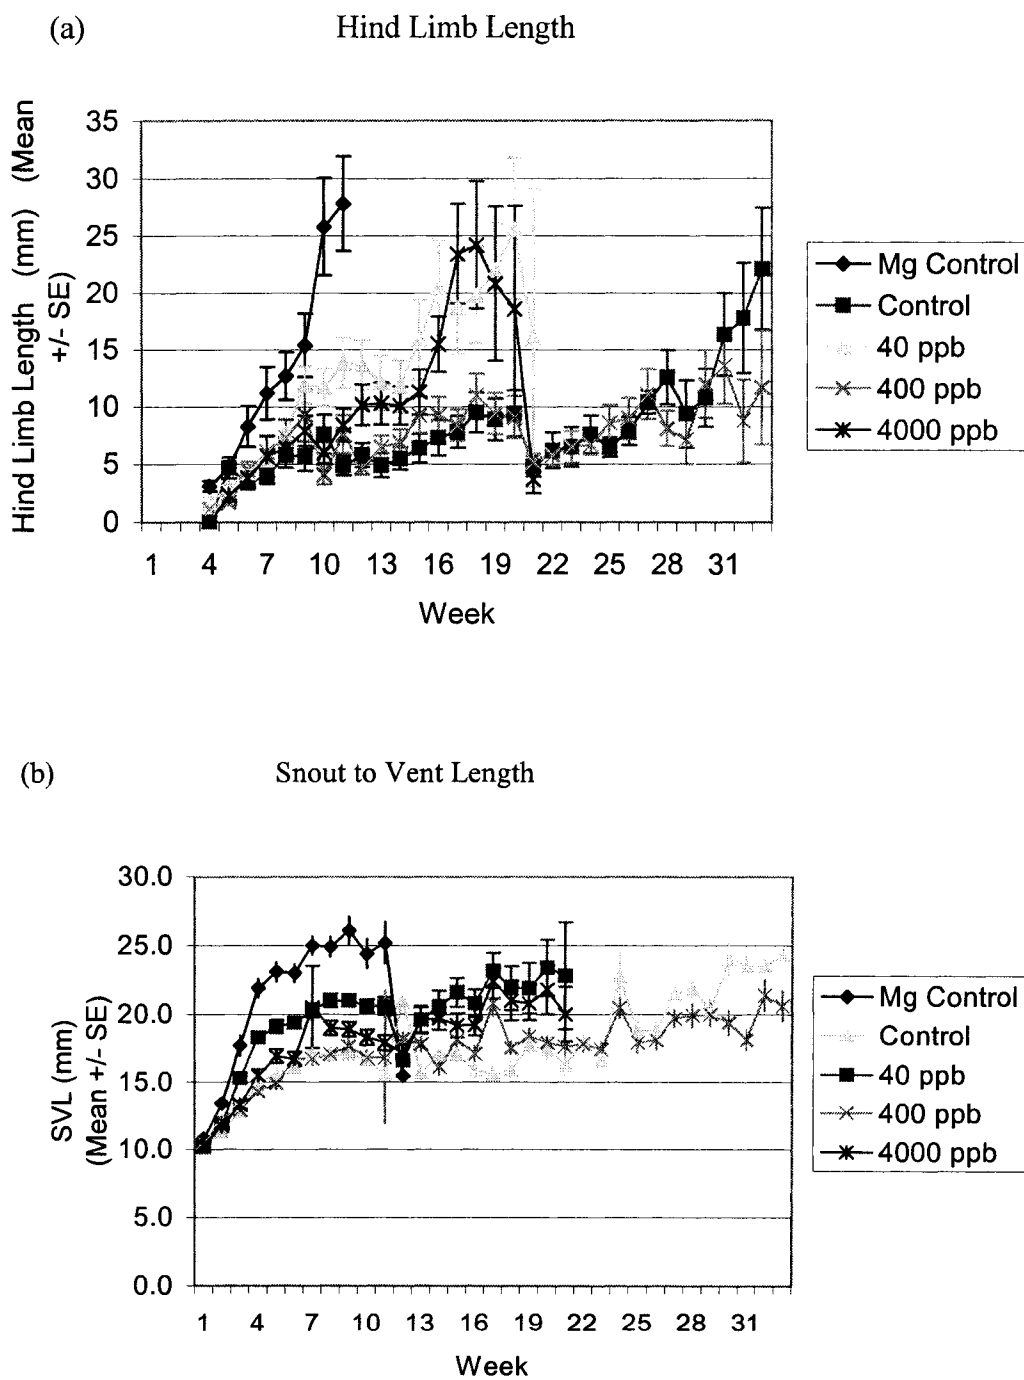 (a) Hind Limb Length
Hind Limb Length (mm) (Mean
+/- SE)
35
30
25
20
15
10
5
0
1 4 7 10 13 16 19 22 25 28 31
Week
Mg Control
Control
40 ppb
400 ppb
4000 ppb
(b) Snout to Vent Length
SVL (mm)
(Mean +/- SE)
30.0
25.0
20.0
15.0
10.0
5.0
0.0
1 4 7 10 13 16 19 22 25 28 31
Week
Mg Control
Control
40 ppb
400 ppb
4000 ppb